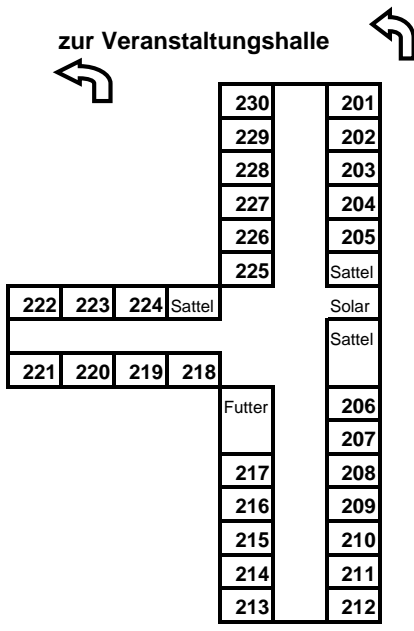 zur Veranstaltungshalle
230 201
229 202
228 203
227 204
226 205
225 Sattel
222 223 224 Sattel Solar
Sattel
221 220 219 218
Futter 206
207
217 208
216 209
215 210
214 211
213 212